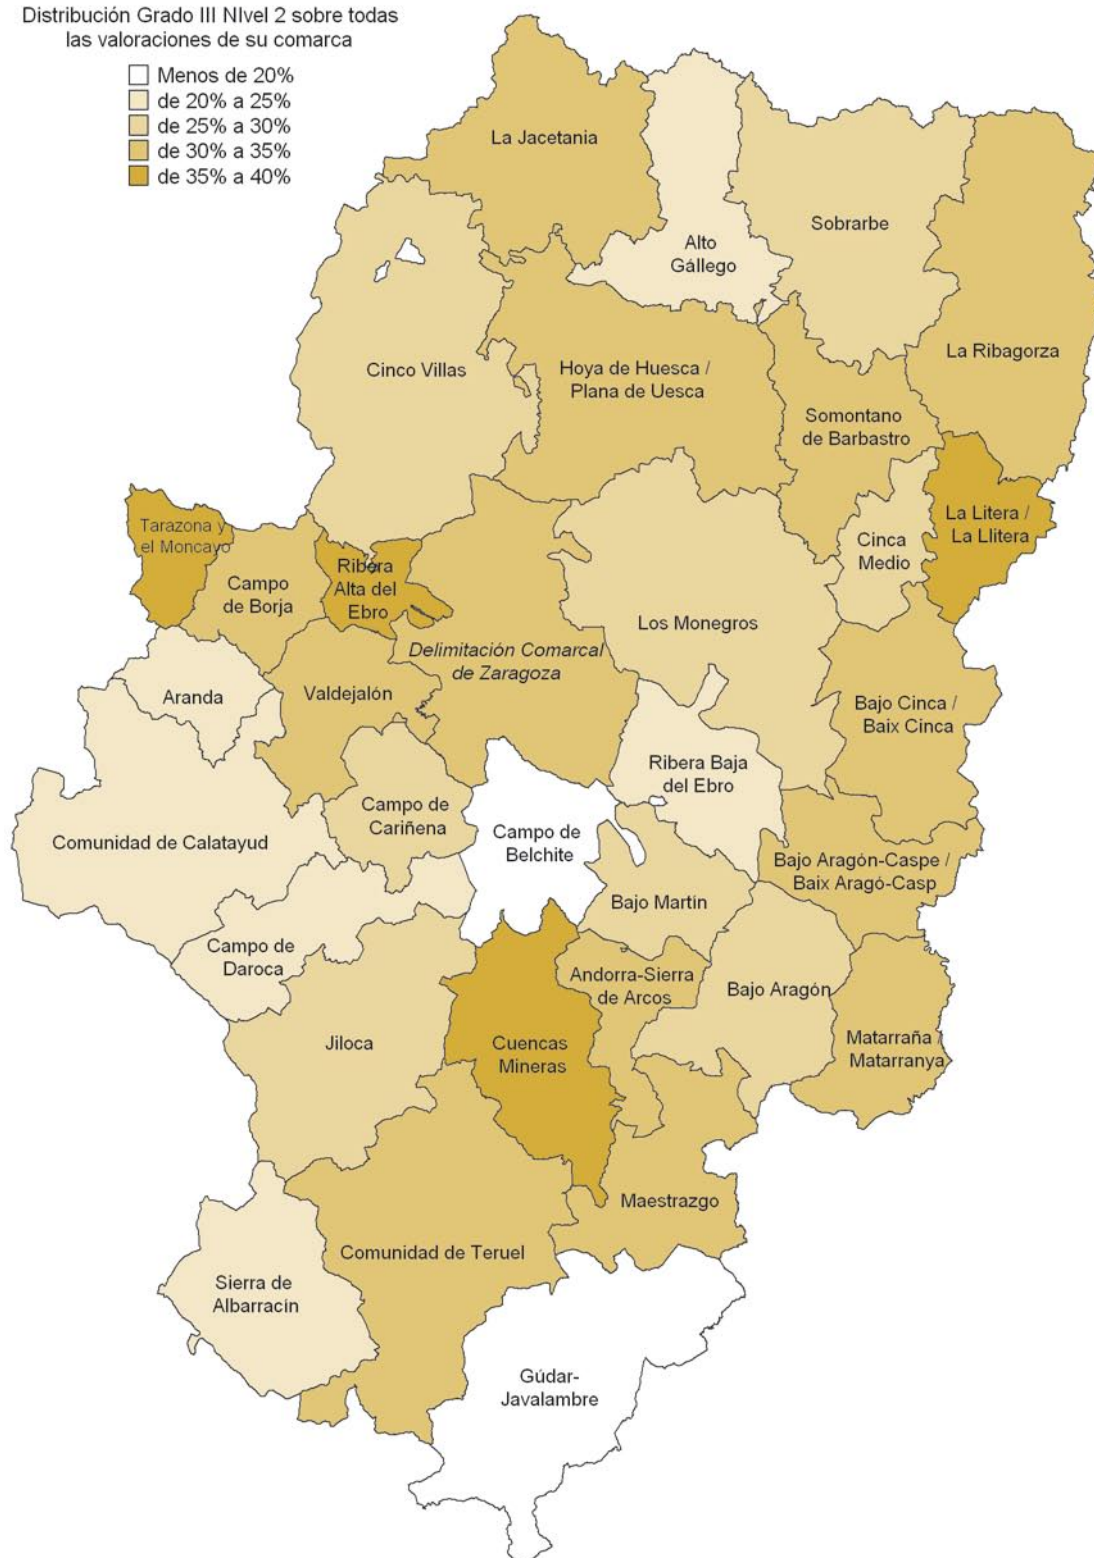 Distribución Grado III NIvel 2 sobre todas
las valoraciones de su comarca
Menos de 20%
de 20% a 25%
de 25% a 30%
de 30% a 35%
de 35% a 40%
La Jacetania
Alto
Gállego
Sobrarbe
La Ribagorza
Cinco Villas
Hoya de Huesca /
Plana de Uesca
Somontano
de Barbastro
Tarazona y
el Moncayo
Campo
de Borja
Ribera
Alta del
Ebro
Cinca
Medio
La Litera /
La Llitera
Los Monegros
Delimitación Comarcal
de Zaragoza
Aranda
Valdejalón
Bajo Cinca /
Baix Cinca
Ribera Baja
del Ebro
Comunidad de Calatayud
Campo de
Cariñena
Campo de
Belchite
Bajo Aragón-Caspe /
Baix Aragó-Casp
Bajo Martín
Campo de
Daroca
Andorra-Sierra
de Arcos
Bajo Aragón
Jiloca
Cuencas
Mineras
Matarraña /
Matarranya
Maestrazgo
Comunidad de Teruel
Sierra de
Albarracín
Gúdar-
Javalambre